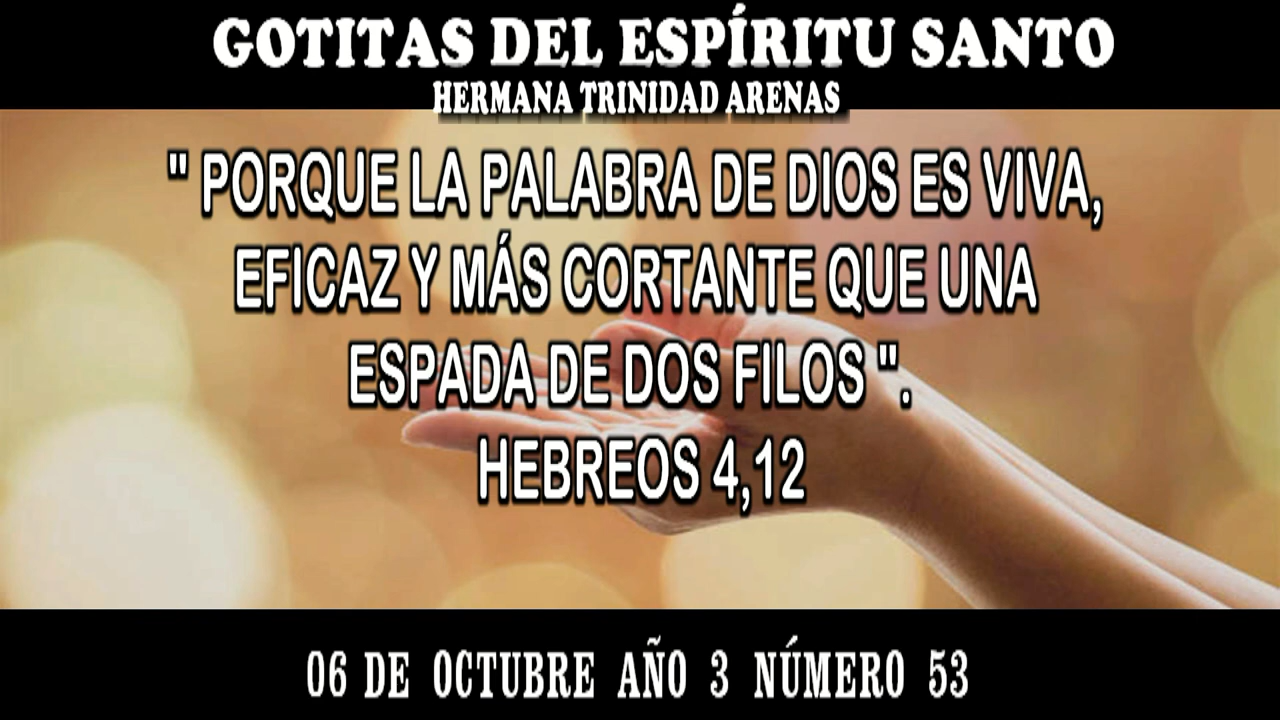 GOTITAS DEL ESPÍRITU SANTO
HERMANA TRINIDAD ARENAS
" PORQUE LA PALABRA DE DIOS ES VIVA,
EFICAZ Y MÁS CORTANTE QUE UNA
ESPADA DE DOS FILOS ".
HEBREOS 4,12
06 DE OCTUBRE AÑO 3 NÚMERO 53